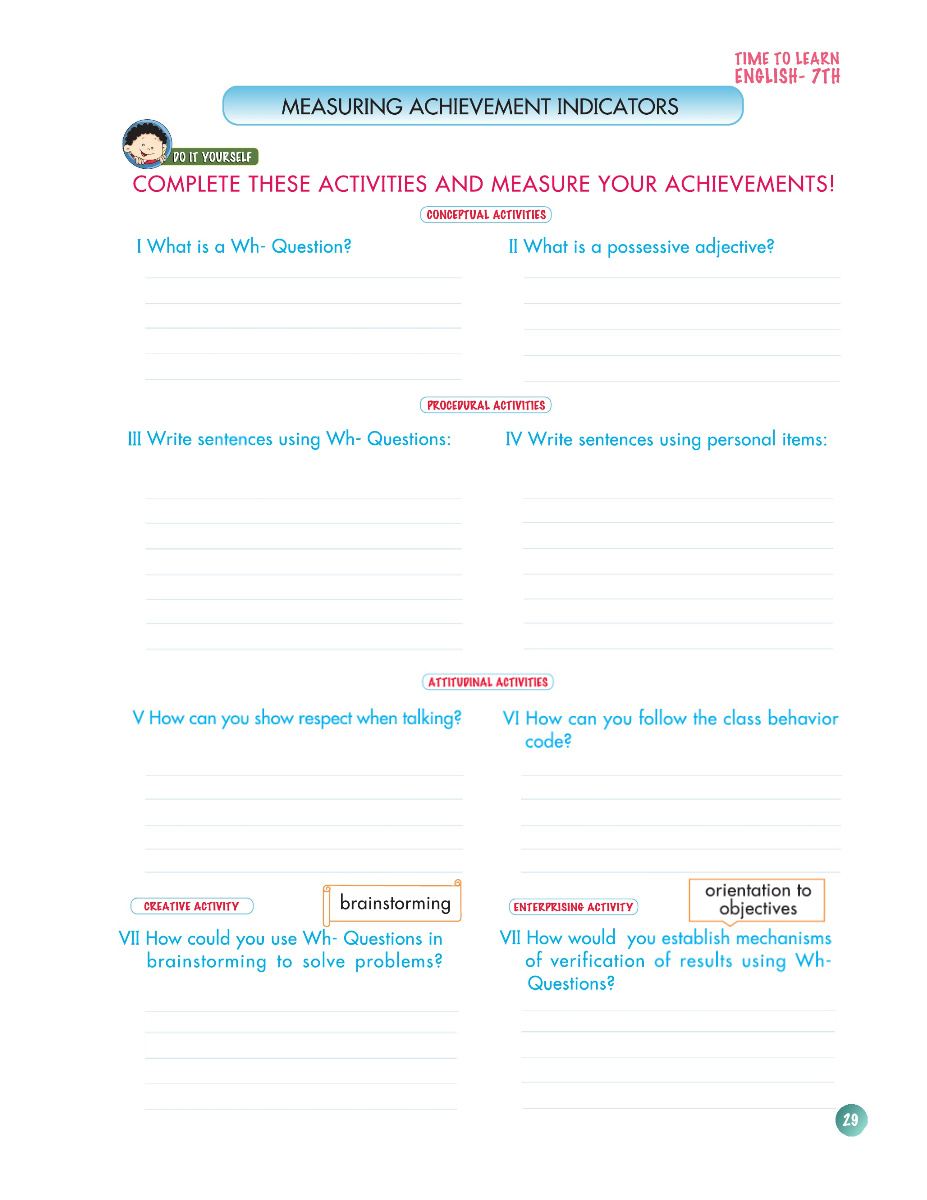 TIME TO LEARN
ENGLISH- 7TH
MEASURING ACHIEVEMENT INDICATORS
DO IT YOURSELF
COMPLETE THESE ACTIVITIES AND MEASURE YOUR ACHIEVEMENTS!
CONCEPTUAL ACTIVITIES
I What is a Wh- Question?
II What is a possessive adjective?
PROCEDURAL ACTIVITIES
III Write sentences using Wh- Questions:
IV Write sentences using personal items:
ATTITUDINAL ACTIVITIES
V How can you show respect when talking?
VI How can you follow the class behavior
code?
CREATIVE ACTIVITY
brainstorming
VII How could you use Wh- Questions in
brainstorming to solve problems?
ENTERPRISING ACTIVITY
orientation to
objectives
VII How would you establish mechanisms
of verification of results using Wh-
Questions?
29